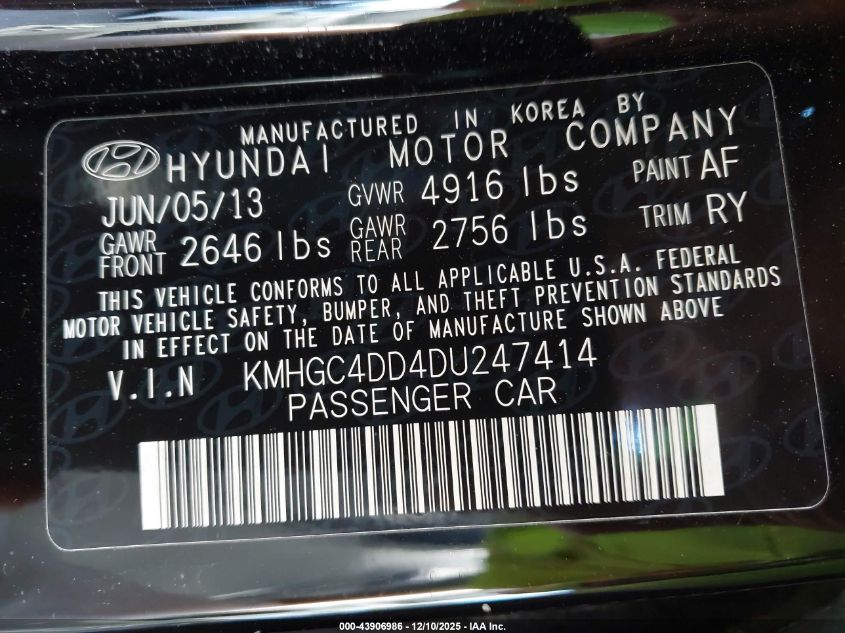 MANUFACTURED IN KOREA BY
HYUNDAI MOTOR COMPANY
JUN/05/13 GVWR 4916 lbs PAINT AF
GAWR FRONT 2646 lbs GAWR REAR 2756 lbs TRIM RY
THIS VEHICLE CONFORMS TO ALL APPLICABLE U.S.A. FEDERAL
MOTOR VEHICLE SAFETY, BUMPER, AND THEFT PREVENTION STANDARDS
IN EFFECT ON THE DATE OF MANUFACTURE SHOWN ABOVE
V.I.N KMHGC4DD4DU247414
PASSENGER CAR
000-43906986 - 12/10/2025 - IAA Inc.